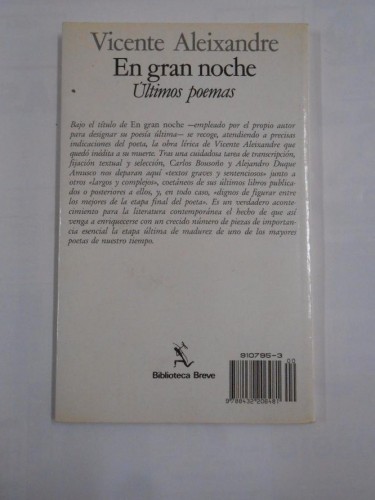 Vicente Aleixandre
En gran noche
Últimos poemas
Bajo el título de En gran noche —empleado por el propio autor
para designar su poesía última— se recoge, atendiendo a precisas
indicaciones del poeta, la obra lírica de Vicente Aleixandre que
quedó inédita a su muerte. Tras una cuidadosa tarea de transcripción,
fijación textual y selección, Carlos Bousoño y Alejandro Duque
Amusco nos deparan aquí «textos graves y sentenciosos» junto a
otros «largos y complejos», coetáneos de sus últimos libros publica-
dos o posteriores a ellos, y, en todo caso, «dignos de figurar entre
los mejores de la etapa final del poeta». Es un verdadero aconte-
cimiento para la literatura contemporánea el hecho de que así
venga a enriquecerse con un crecido número de piezas de importan-
cia esencial la etapa última de madurez de uno de los mayores
poetas de nuestro tiempo.
Biblioteca Breve
910795-3
00
9 788432 206481